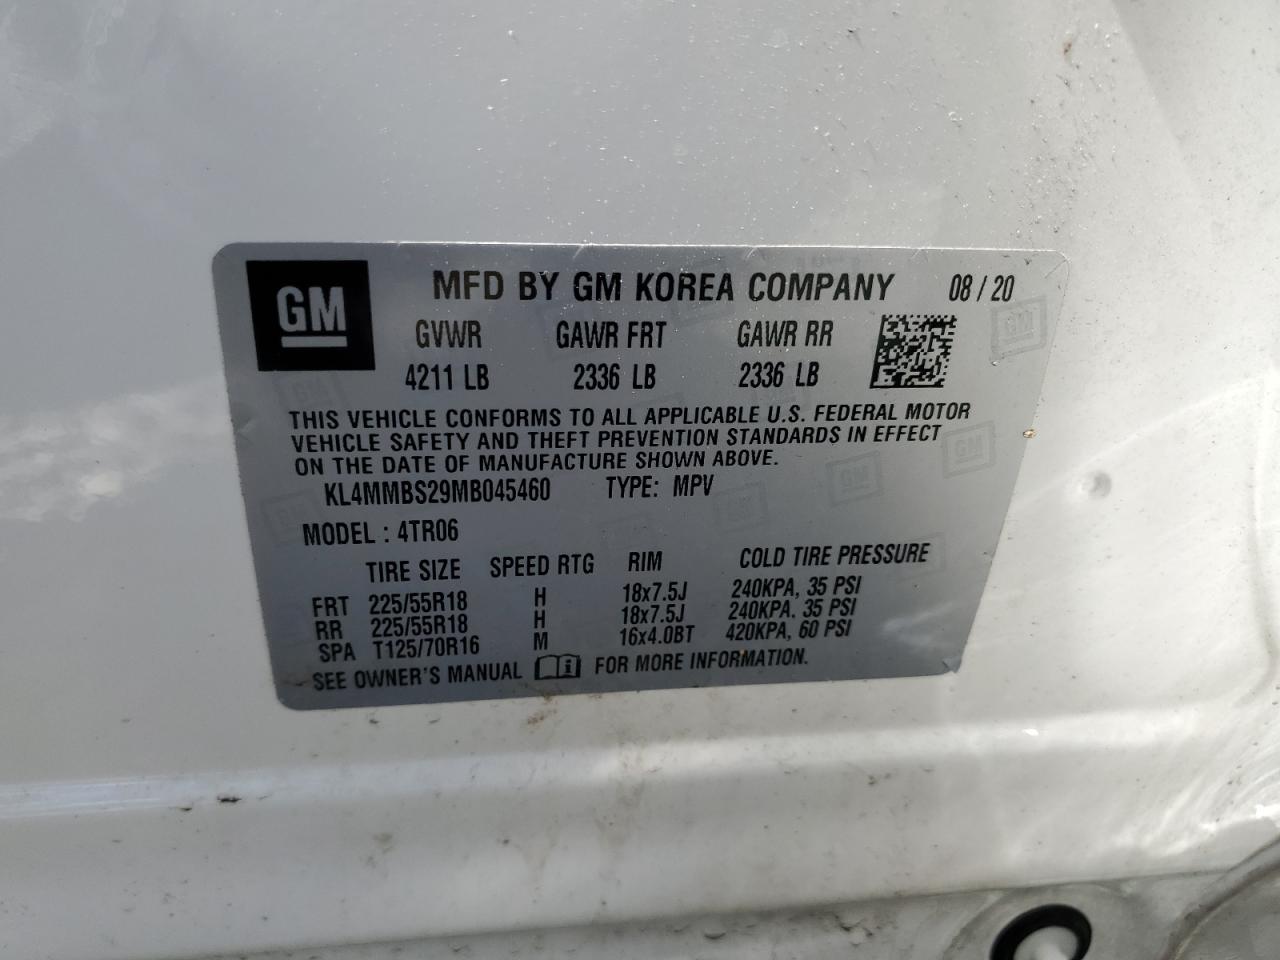 GM MFD BY GM KOREA COMPANY 08 / 20
GVWR GAWR FRT GAWR RR
4211 LB 2336 LB 2336 LB
THIS VEHICLE CONFORMS TO ALL APPLICABLE U.S. FEDERAL MOTOR
VEHICLE SAFETY AND THEFT PREVENTION STANDARDS IN EFFECT
ON THE DATE OF MANUFACTURE SHOWN ABOVE.
KL4MMBS29MB045460 TYPE: MPV
MODEL : 4TR06
TIRE SIZE SPEED RTG RIM COLD TIRE PRESSURE
FRT 225/55R18 H 18x7.5J 240KPA, 35 PSI
RR 225/55R18 H 18x7.5J 240KPA, 35 PSI
SPA T125/70R16 M 16x4.0BT 420KPA, 60 PSI
SEE OWNER'S MANUAL FOR MORE INFORMATION.